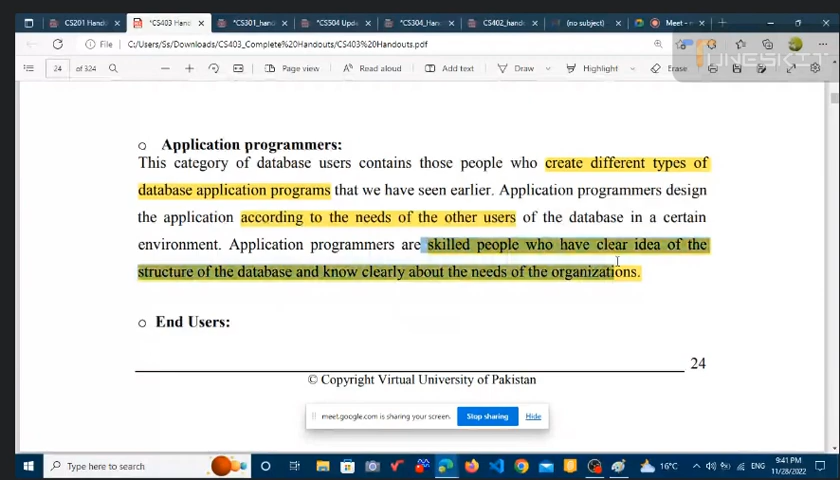 CS201 Hando
*CS403 Hand
*CS301_hand
*CS504 Upda
*CS304_Han
CS402_hand
(no subject)
Meet -
File
C:/Users/Ss/Downloads/CS403_Complete%20Handouts/CS403%20Handouts.pdf
24 of 324
Page view
Read aloud
Add text
Draw
Highlight
Erase
TUNESKIT
o Application programmers:
This category of database users contains those people who create different types of
database application programs that we have seen earlier. Application programmers design
the application according to the needs of the other users of the database in a certain
environment. Application programmers are skilled people who have clear idea of the
structure of the database and know clearly about the needs of the organizations.
o End Users:
24
© Copyright Virtual University of Pakistan
meet.google.com is sharing your screen.
Stop sharing
Hide
Type here to search
16°C
9:41 PM
11/28/2022